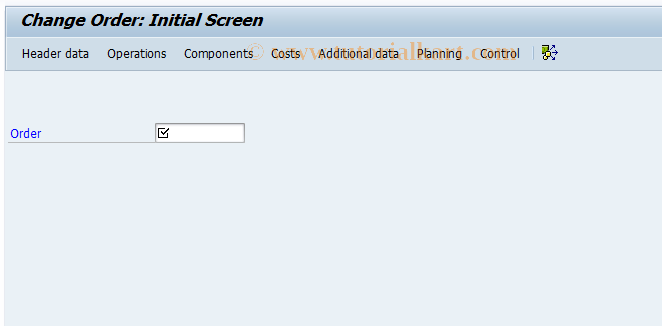 Change Order: Initial Screen
Header data Operations Components Costs Additional data Planning Control
© www.tutorialkart.com
Order